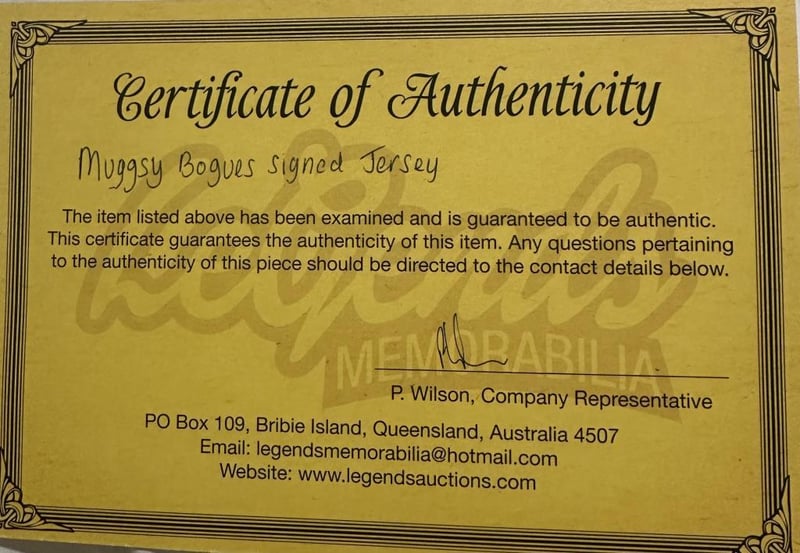 Certificate of Authenticity
Muggsy Bogues signed Jersey
Legends
MEMORABILIA
The item listed above has been examined and is guaranteed to be authentic.
This certificate guarantees the authenticity of this item. Any questions pertaining
to the authenticity of this piece should be directed to the contact details below.
P. Wilson, Company Representative
PO Box 109, Bribie Island, Queensland, Australia 4507
Email: legendsmemorabilia@hotmail.com
Website: www.legendsauctions.com